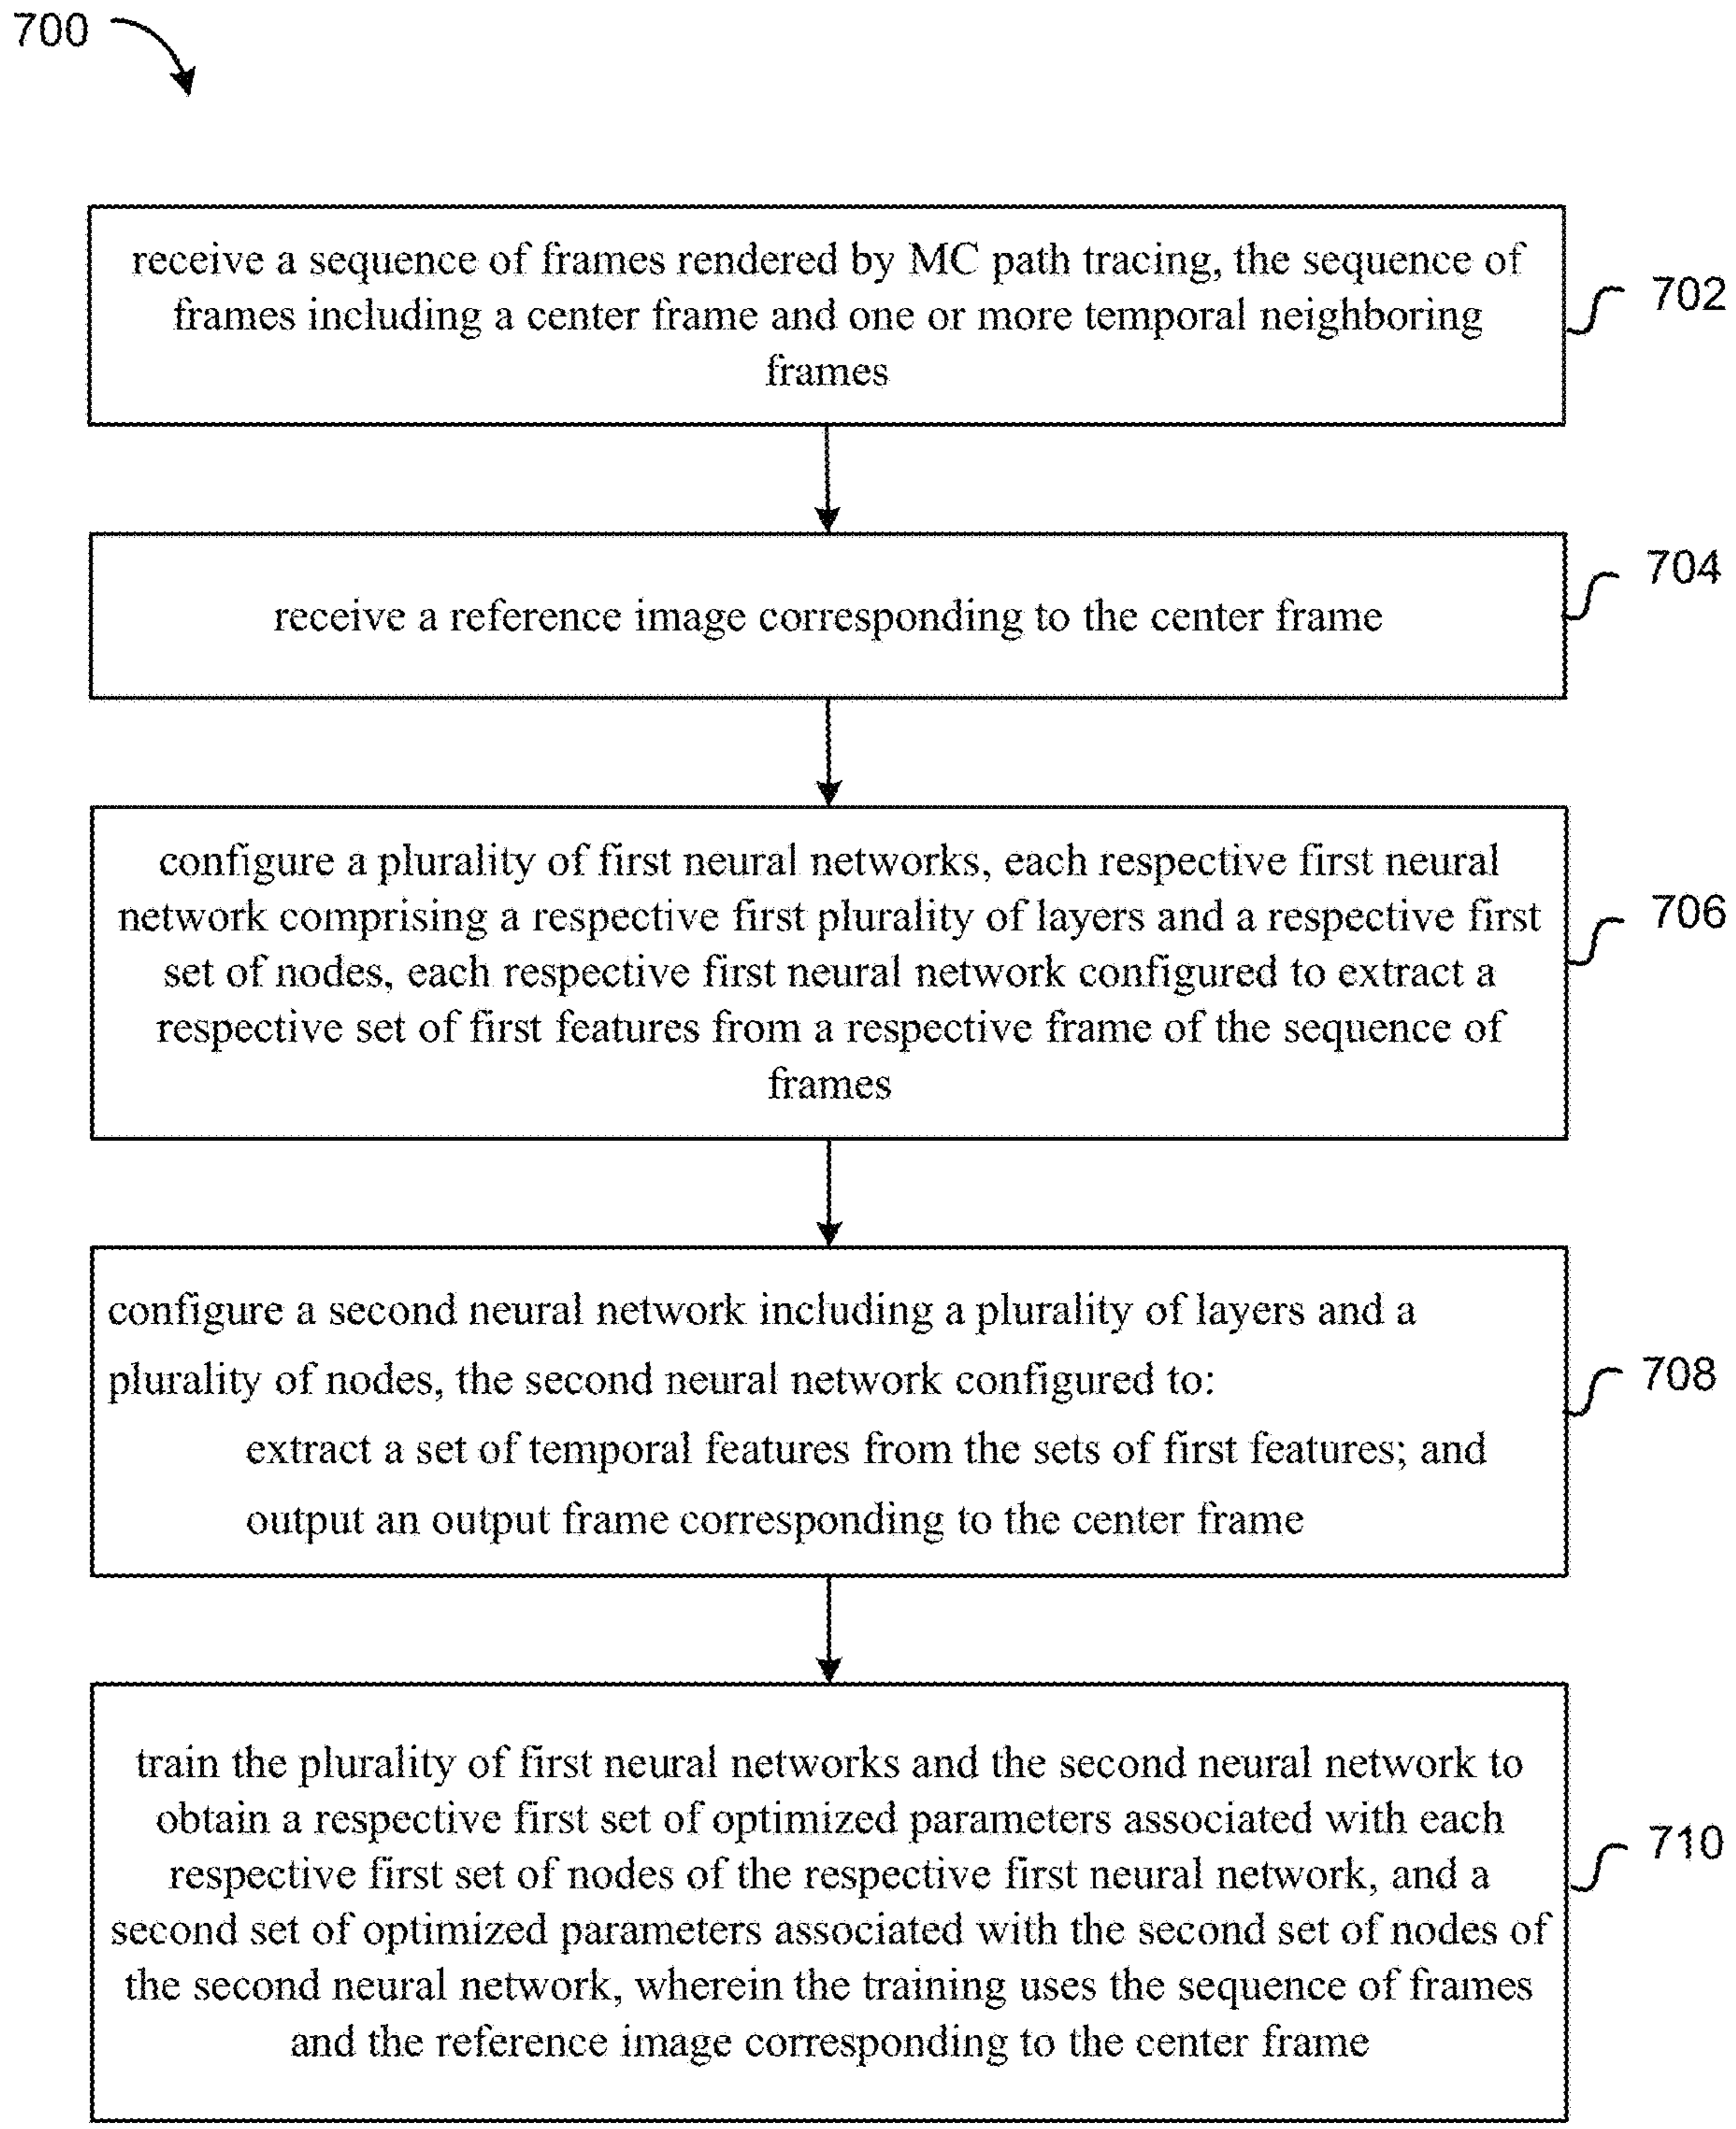 700
receive a sequence of frames rendered by MC path tracing, the sequence of
frames including a center frame and one or more temporal neighboring
frames
702
receive a reference image corresponding to the center frame
704
configure a plurality of first neural networks, each respective first neural
network comprising a respective first plurality of layers and a respective first
set of nodes, each respective first neural network configured to extract a
respective set of first features from a respective frame of the sequence of
frames
706
configure a second neural network including a plurality of layers and a
plurality of nodes, the second neural network configured to:
extract a set of temporal features from the sets of first features; and
output an output frame corresponding to the center frame
708
train the plurality of first neural networks and the second neural network to
obtain a respective first set of optimized parameters associated with each
respective first set of nodes of the respective first neural network, and a
second set of optimized parameters associated with the second set of nodes of
the second neural network, wherein the training uses the sequence of frames
and the reference image corresponding to the center frame
710